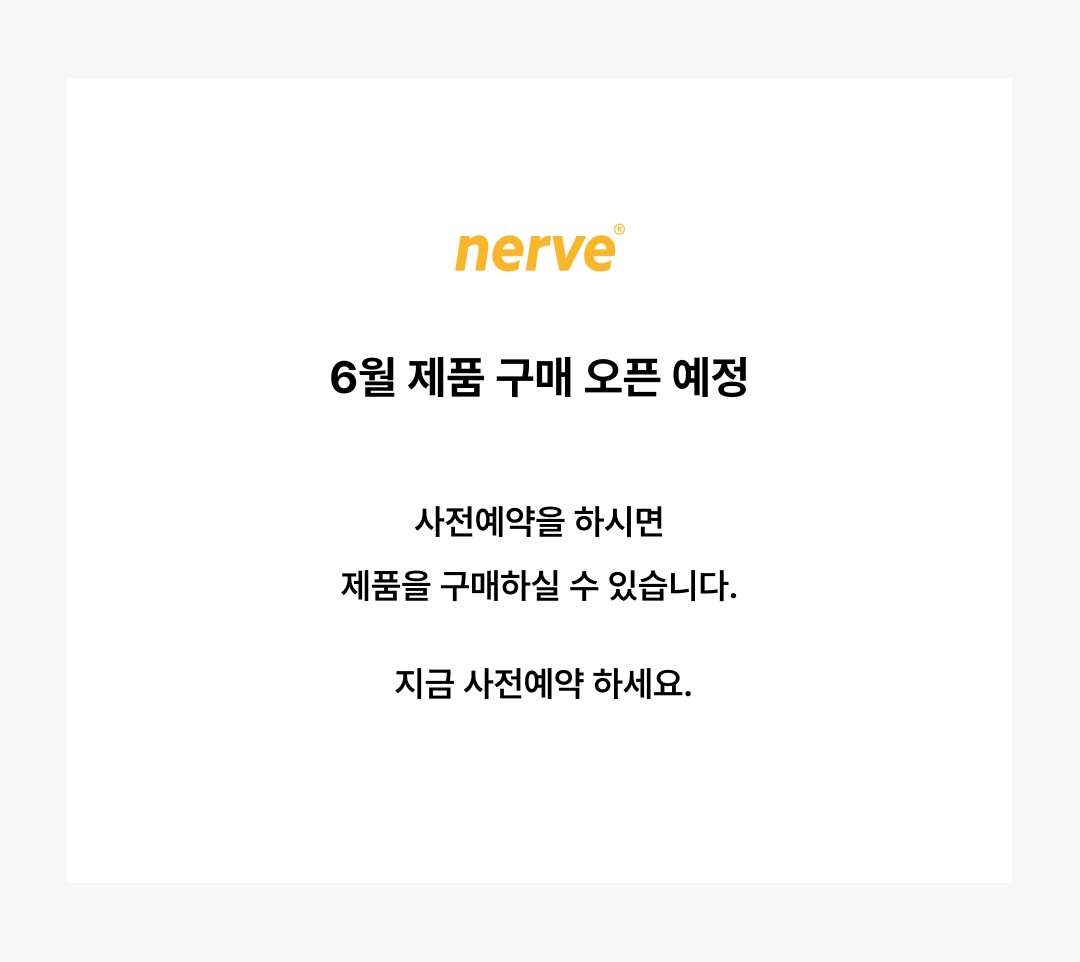 nerve®
6월 제품 구매 오픈 예정
사전예약을 하시면
제품을 구매하실 수 있습니다.
지금 사전예약 하세요.